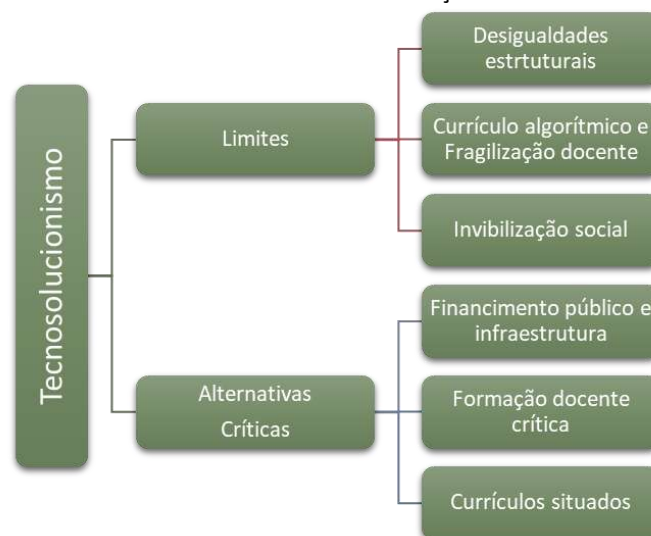 Tecnosolucionismo
Limites
Desigualdades
estrtuturais
Currículo algorítmico e
Fragilização docente
Invibilização social
Alternativas
Críticas
Financimento público e
infraestrutura
Formação docente
crítica
Currículos situados